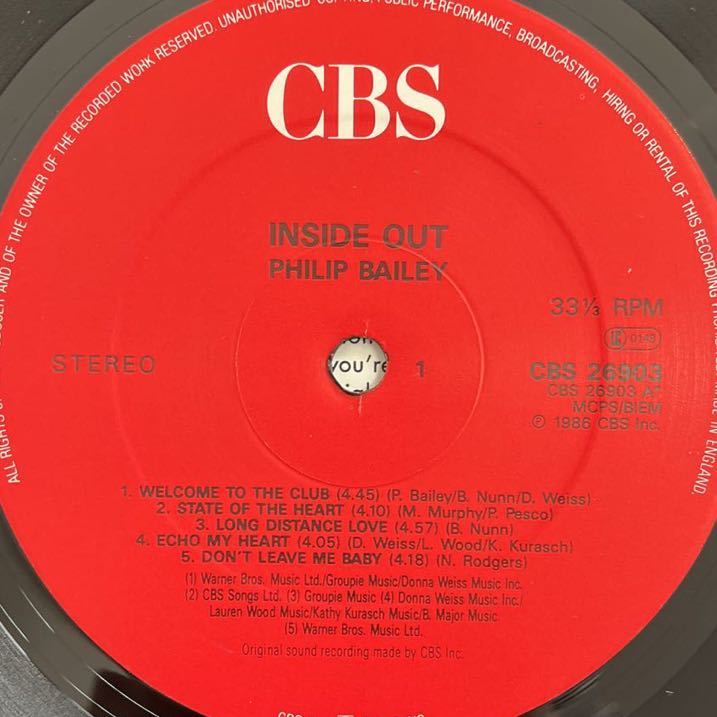 ALL RIGHTS OF
AND OF THE OWNER OF THE RECORDED WORK RESERVED. UNAUTHORISED
PUBLIC PERFORMANCE, BROADCASTING, HIRING OR RENTAL OF THIS RECORDING
IN ENGLAND.
CBS
INSIDE OUT
PHILIP BAILEY
33⅓ RPM
STEREO
you're
1
0149
CBS 26903
CBS 26903 A
MCPS/BIEM
℗ 1986 CBS Inc.
1. WELCOME TO THE CLUB (4.45) (P. Bailey/B. Nunn/D. Weiss)
2. STATE OF THE HEART (4.10) (M. Murphy/P. Pesco)
3. LONG DISTANCE LOVE (4.57) (B. Nunn)
4. ECHO MY HEART (4.05) (D. Weiss/L. Wood/K. Kurasch)
5. DON'T LEAVE ME BABY (4.18) (N. Rodgers)
(1) Warner Bros. Music Ltd./Groupie Music/Donna Weiss Music Inc.
(2) CBS Songs Ltd. (3) Groupie Music (4) Donna Weiss Music Inc./
Lauren Wood Music/Kathy Kurasch Music/B. Major Music
(5) Warner Bros. Music Ltd.
Original sound recording made by CBS Inc.